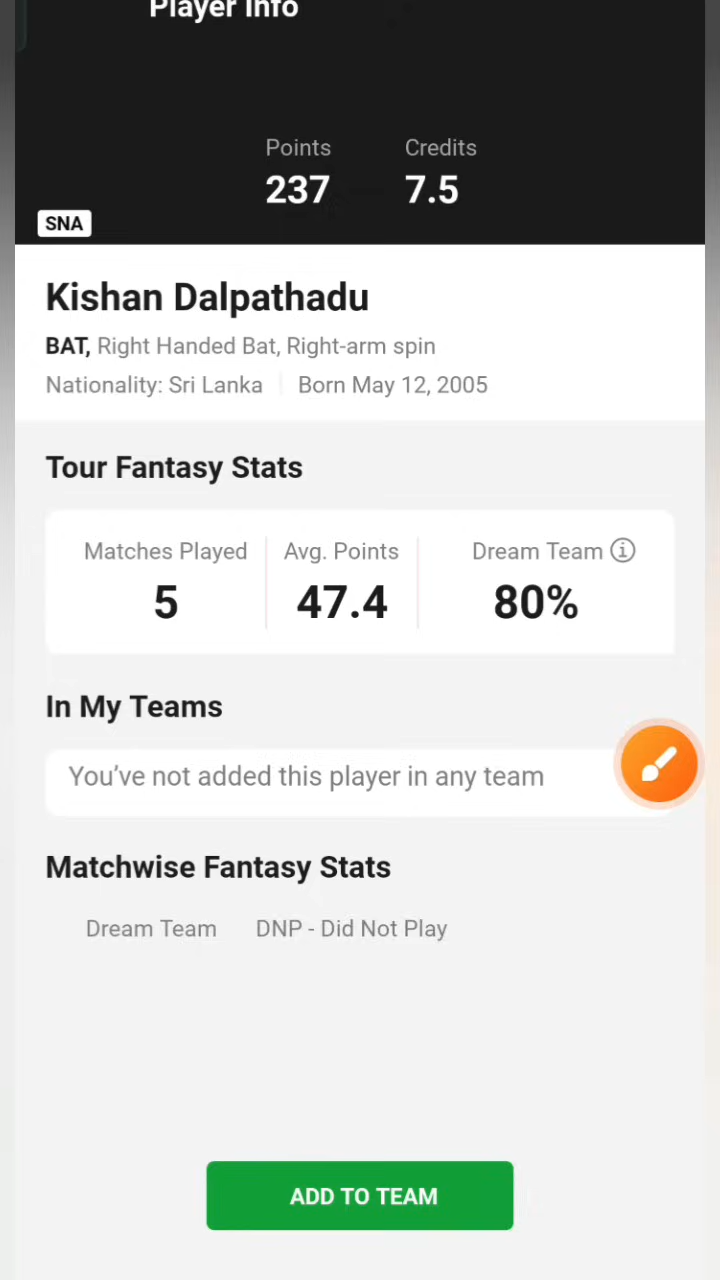 Player Info
Points Credits
237 7.5
SNA
Kishan Dalpathadu
BAT, Right Handed Bat, Right-arm spin
Nationality: Sri Lanka Born May 12, 2005
Tour Fantasy Stats
Matches Played Avg. Points Dream Team
5 47.4 80%
In My Teams
You’ve not added this player in any team
Matchwise Fantasy Stats
Dream Team DNP - Did Not Play
ADD TO TEAM